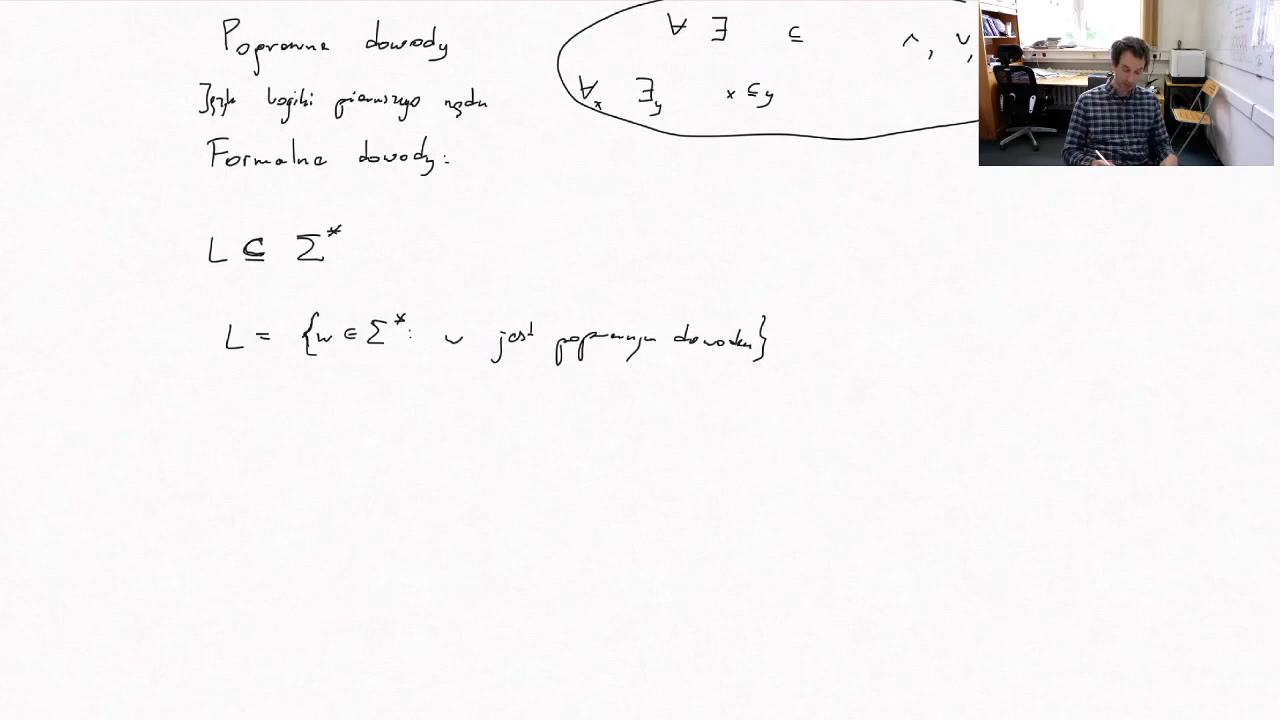 Poprawne dowody
Język logiki pierwszego rzędu
Formalne dowody:
∀ ∃ ⊆ ∧, ∨,
∀x ∃y x ⊆ y
L ⊆ Σ*
L = {w ∈ Σ*: w jest poprawnym dowodem}